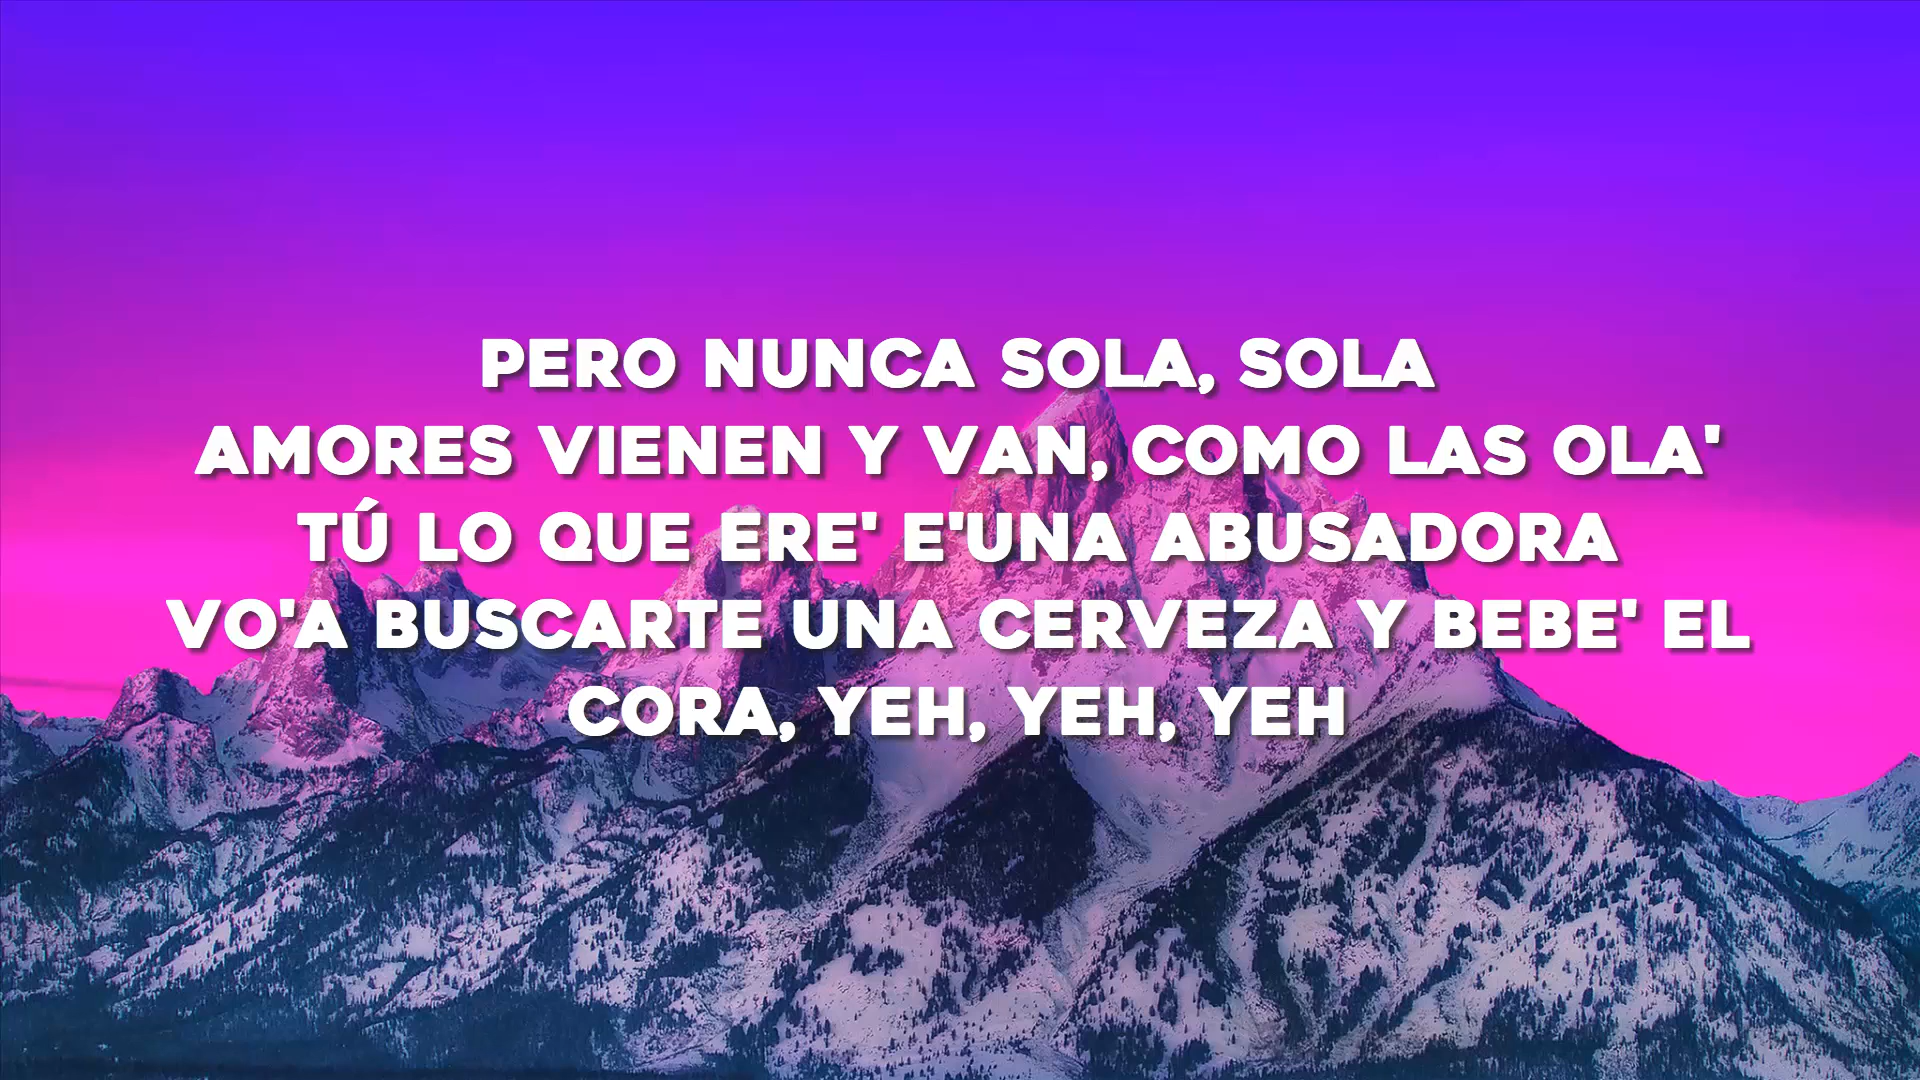 PERO NUNCA SOLA, SOLA
AMORES VIENEN Y VAN, COMO LAS OLA'
TÚ LO QUE ERE' E'UNA ABUSADORA
VO'A BUSCARTE UNA CERVEZA Y BEBE' EL
CORA, YEH, YEH, YEH